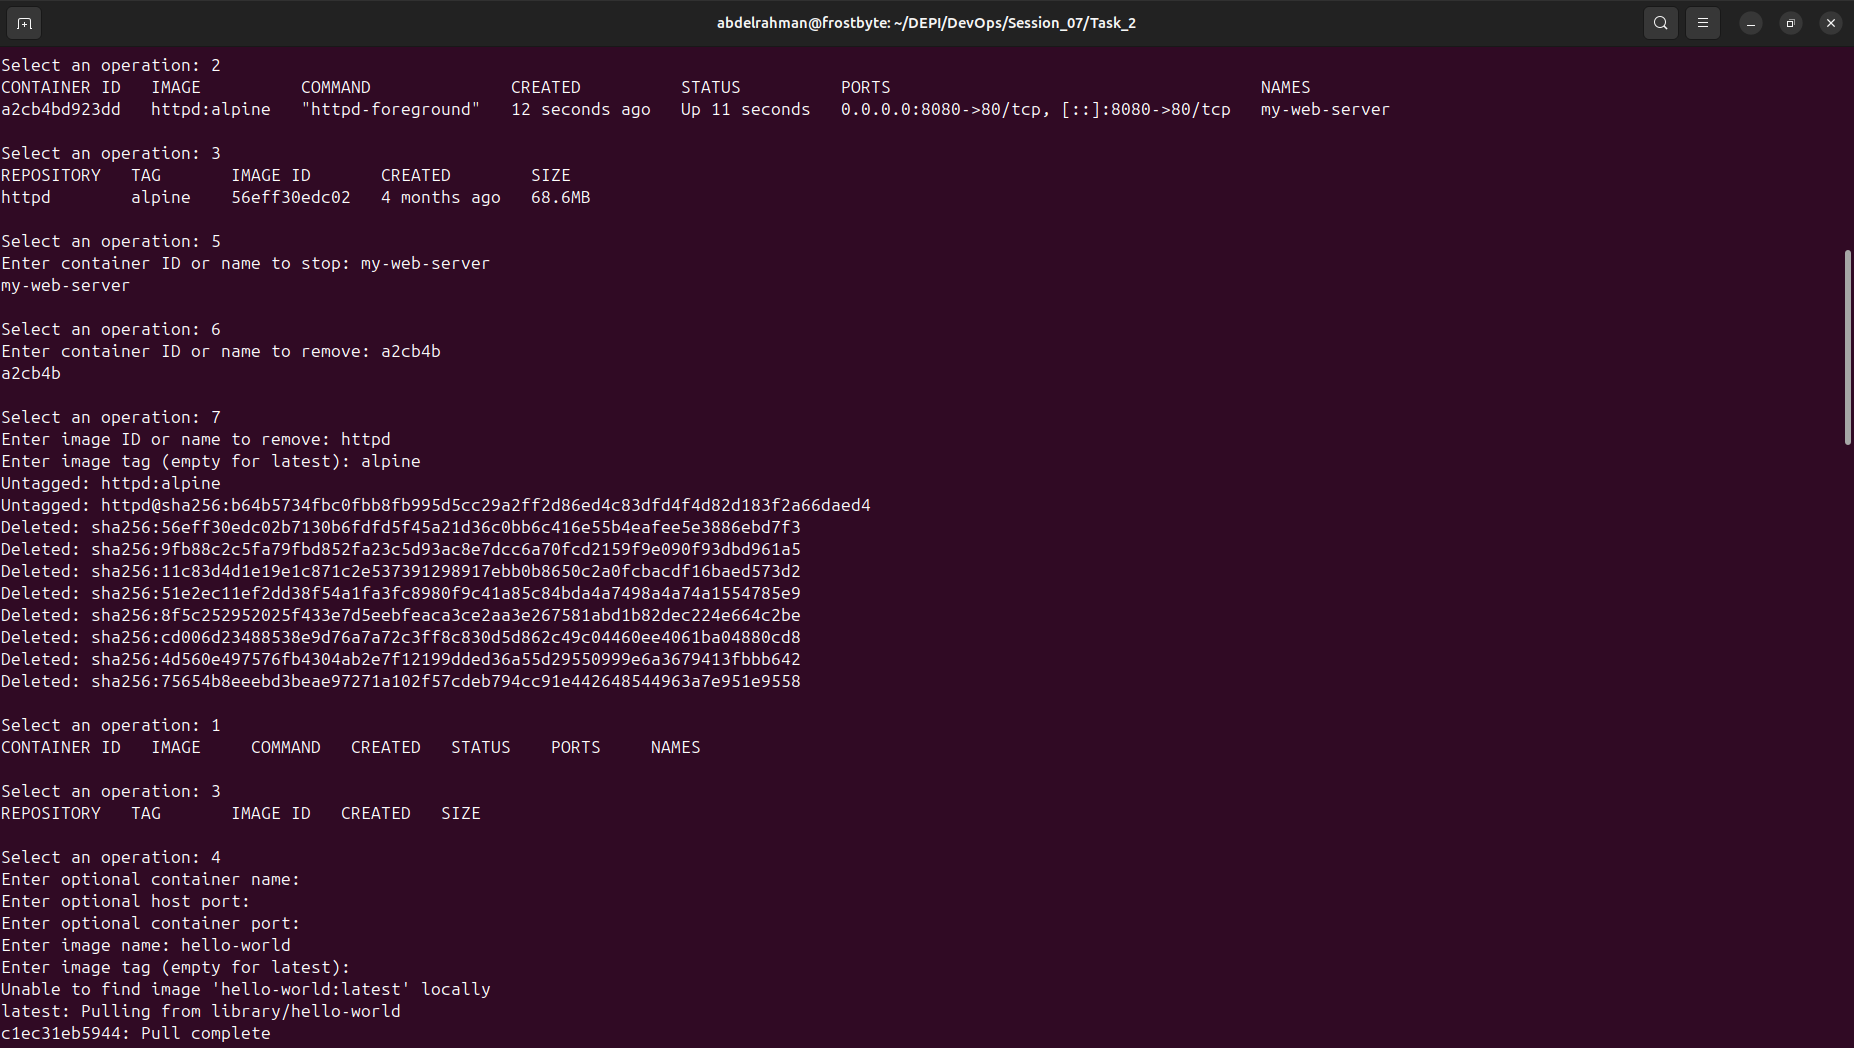 abdelrahman@frostbyte: ~/DEPI/DevOps/Session_07/Task_2
Select an operation: 2
CONTAINER ID   IMAGE          COMMAND              CREATED          STATUS          PORTS                                     NAMES
a2cb4bd923dd   httpd:alpine   "httpd-foreground"   12 seconds ago   Up 11 seconds   0.0.0.0:8080->80/tcp, [::]:8080->80/tcp   my-web-server
Select an operation: 3
REPOSITORY   TAG       IMAGE ID       CREATED        SIZE
httpd        alpine    56eff30edc02   4 months ago   68.6MB
Select an operation: 5
Enter container ID or name to stop: my-web-server
my-web-server
Select an operation: 6
Enter container ID or name to remove: a2cb4b
a2cb4b
Select an operation: 7
Enter image ID or name to remove: httpd
Enter image tag (empty for latest): alpine
Untagged: httpd:alpine
Untagged: httpd@sha256:b64b5734fbc0fbb8fb995d5cc29a2ff2d86ed4c83dfd4f4d82d183f2a66daed4
Deleted: sha256:56eff30edc02b7130b6fdfd5f45a21d36c0bb6c416e55b4eafee5e3886ebd7f3
Deleted: sha256:9fb88c2c5fa79fbd852fa23c5d93ac8e7dcc6a70fcd2159f9e090f93dbd961a5
Deleted: sha256:11c83d4d1e19e1c871c2e537391298917ebb0b8650c2a0fcbacdf16baed573d2
Deleted: sha256:51e2ec11ef2dd38f54a1fa3fc8980f9c41a85c84bda4a7498a4a74a1554785e9
Deleted: sha256:8f5c252952025f433e7d5eebfeaca3ce2aa3e267581abd1b82dec224e664c2be
Deleted: sha256:cd006d23488538e9d76a7a72c3ff8c830d5d862c49c04460ee4061ba04880cd8
Deleted: sha256:4d560e497576fb4304ab2e7f12199dded36a55d29550999e6a3679413fbbb642
Deleted: sha256:75654b8eeebd3beae97271a102f57cdeb794cc91e442648544963a7e951e9558
Select an operation: 1
CONTAINER ID   IMAGE     COMMAND   CREATED   STATUS    PORTS     NAMES
Select an operation: 3
REPOSITORY   TAG       IMAGE ID   CREATED   SIZE
Select an operation: 4
Enter optional container name:
Enter optional host port:
Enter optional container port:
Enter image name: hello-world
Enter image tag (empty for latest):
Unable to find image 'hello-world:latest' locally
latest: Pulling from library/hello-world
c1ec31eb5944: Pull complete